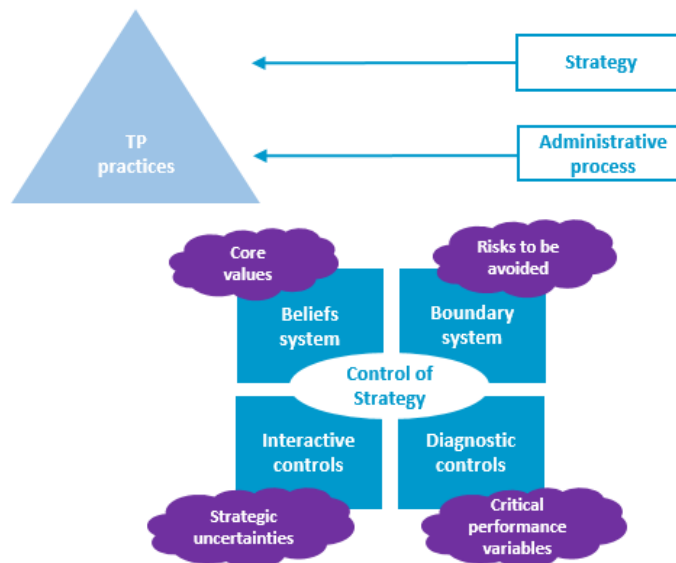 Strategy
TP
practices
Administrative
process
Core
values
Risks to be
avoided
Beliefs
system
Boundary
system
Control of
Strategy
Interactive
controls
Diagnostic
controls
Strategic
uncertainties
Critical
performance
variables